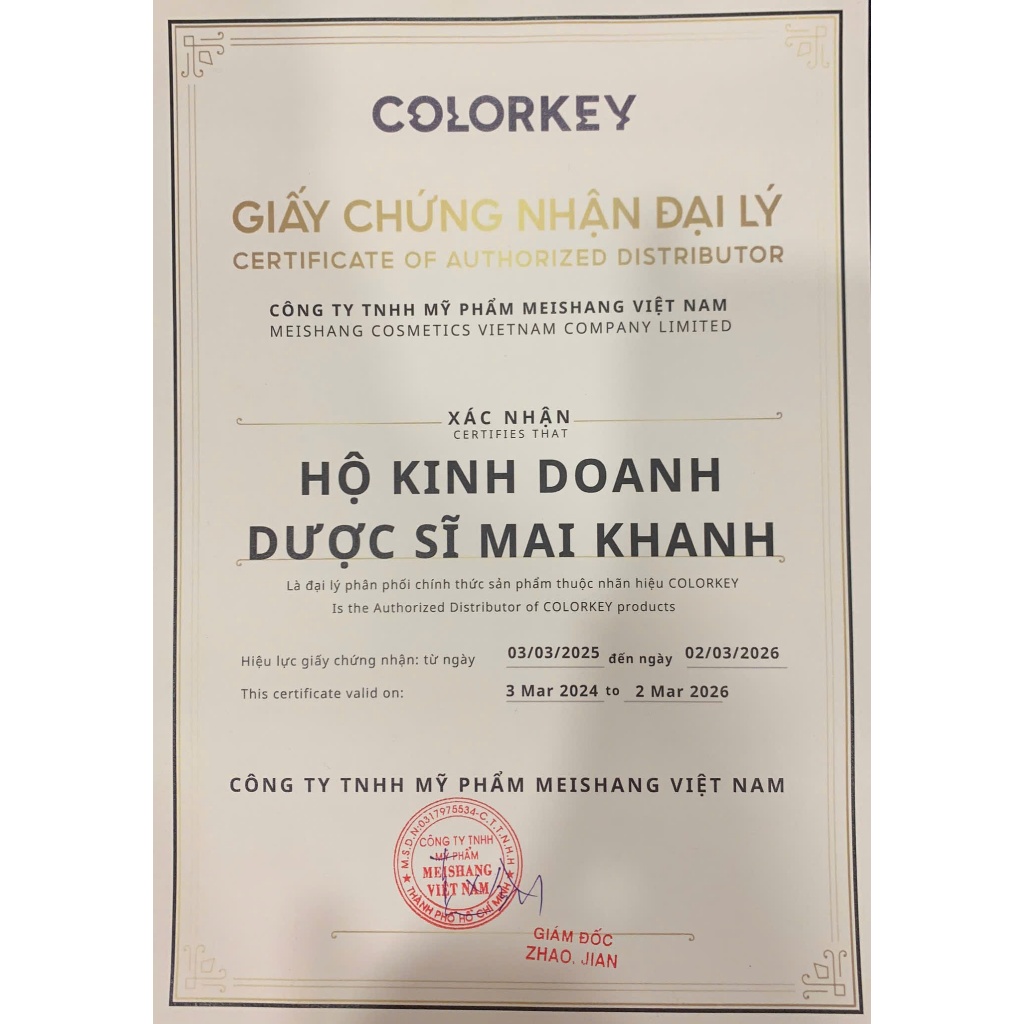 COLORKEY
GIẤY CHỨNG NHẬN ĐẠI LÝ
CERTIFICATE OF AUTHORIZED DISTRIBUTOR
CÔNG TY TNHH MỸ PHẨM MEISHANG VIỆT NAM
MEISHANG COSMETICS VIETNAM COMPANY LIMITED
XÁC NHẬN
CERTIFIES THAT
HỘ KINH DOANH
DƯỢC SĨ MAI KHANH
Là đại lý phân phối chính thức sản phẩm thuộc nhãn hiệu COLORKEY
Is the Authorized Distributor of COLORKEY products
Hiệu lực giấy chứng nhận: từ ngày 03/03/2025 đến ngày 02/03/2026
This certificate valid on: 3 Mar 2024 to 2 Mar 2026
CÔNG TY TNHH MỸ PHẨM MEISHANG VIỆT NAM
M.S.D.N:0317975534-C.T.T.N.H.H
CÔNG TY TNHH
MỸ PHẨM
MEISHANG
VIỆT NAM
THÀNH PHỐ HỒ CHÍ MINH
GIÁM ĐỐC
ZHAO, JIAN